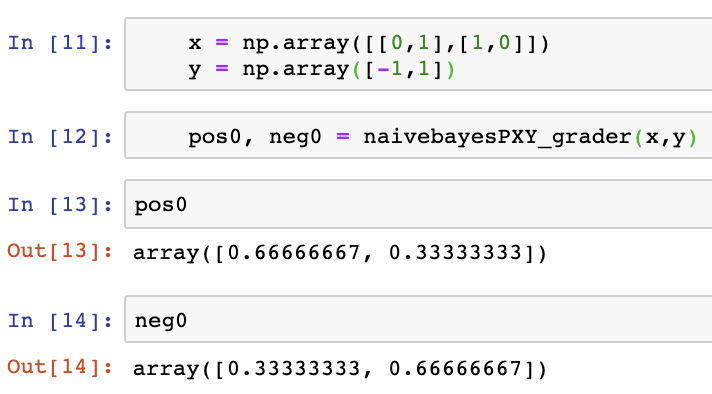 In [11]: x = np.array([[0,1],[1,0]])
y = np.array([-1,1])
In [12]: pos0, neg0 = naivebayesPXY_grader(x,y)
In [13]: pos0
Out[13]: array([0.66666667, 0.33333333])
In [14]: neg0
Out[14]: array([0.33333333, 0.66666667])